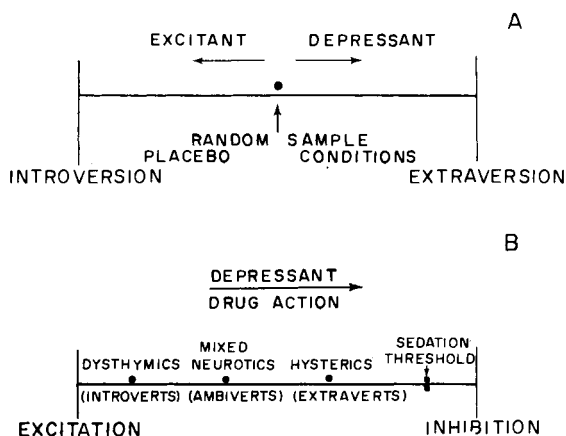 A
EXCITANT DEPRESSANT
RANDOM SAMPLE
PLACEBO CONDITIONS
INTROVERSION EXTRAVERSION
B
DEPRESSANT
DRUG ACTION
SEDATION
THRESHOLD
MIXED
DYSTHYMICS NEUROTICS HYSTERICS
(INTROVERTS) (AMBIVERTS) (EXTRAVERTS)
EXCITATION INHIBITION